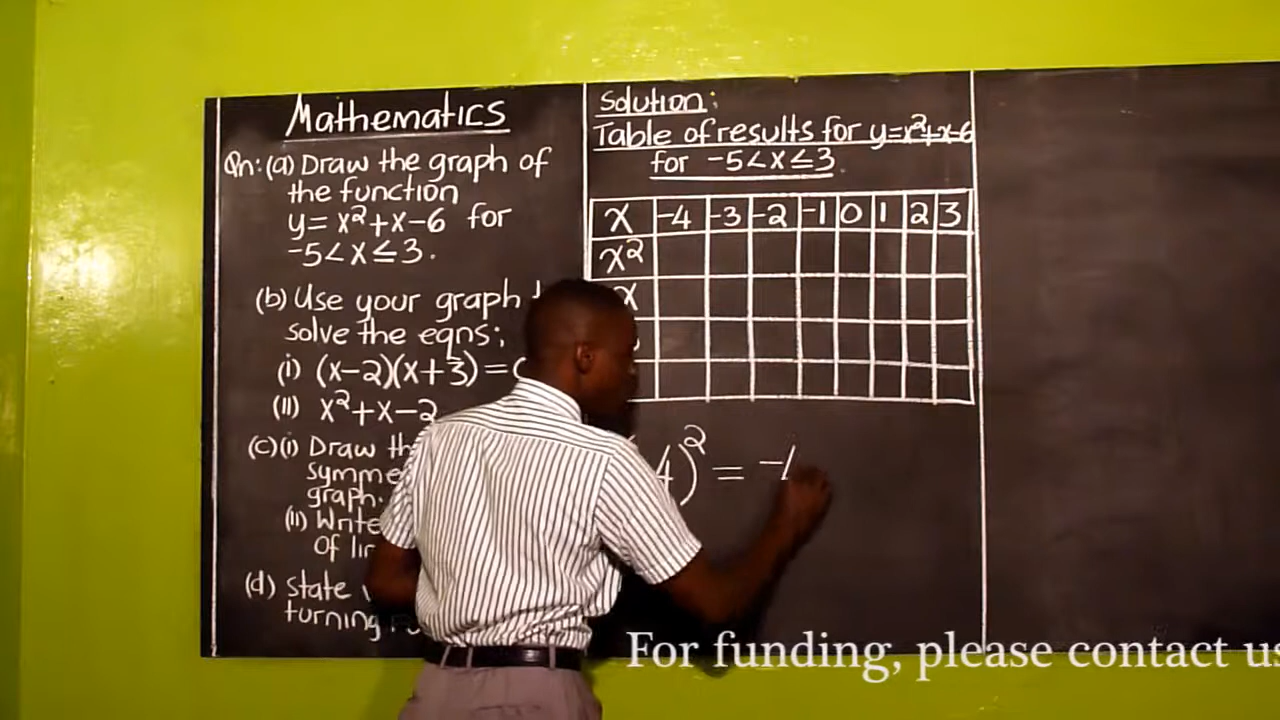 Mathematics
Qn: (a) Draw the graph of
the function
y = x²+x-6 for
-5<x≤3.
(b) Use your graph
solve the eqns;
(i) (x-2)(x+3)=
(ii) x²+x-2
(c)(i) Draw
symme
graph.
(ii) Write
Of
(d) State
turning
Solution:
Table of results for y=x²+x-6
for -5<x≤3.
x -4 -3 -2 -1 0 1 2 3
x²
x
4)² = -
For funding, please contact us